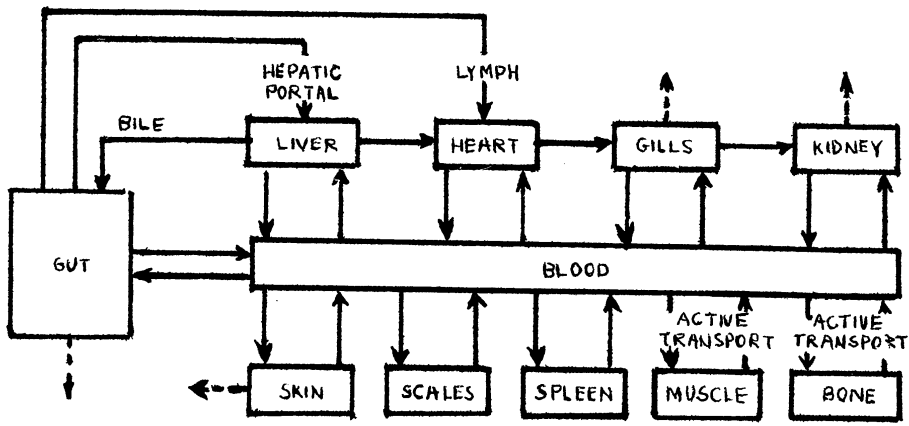 HEPATIC
PORTAL
LYMPH
BILE
LIVER
HEART
GILLS
KIDNEY
GUT
BLOOD
ACTIVE
TRANSPORT
ACTIVE
TRANSPORT
SKIN
SCALES
SPLEEN
MUSCLE
BONE